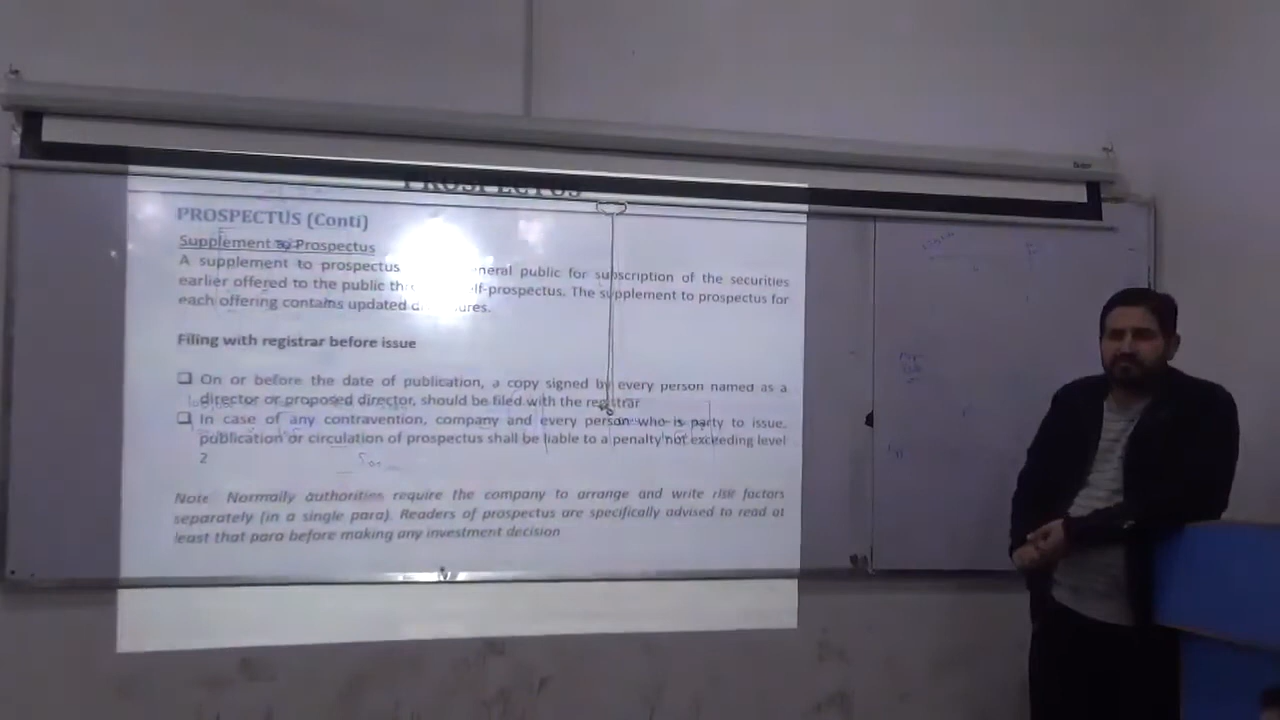 PROSPECTUS
PROSPECTUS (Conti)
Supplement to Prospectus
A supplement to prospectus general public for subscription of the securities
earlier offered to the public shelf-prospectus. The supplement to prospectus for
each offering contains updated disclosures.
Filing with registrar before issue
On or before the date of publication, a copy signed by every person named as a
director or proposed director, should be filed with the registrar
In case of any contravention, company and every person who is party to issue,
publication or circulation of prospectus shall be liable to a penalty not exceeding level
2
Note Normally authorities require the company to arrange and write risk factors
separately (in a single para). Readers of prospectus are specifically advised to read at
least that para before making any investment decision